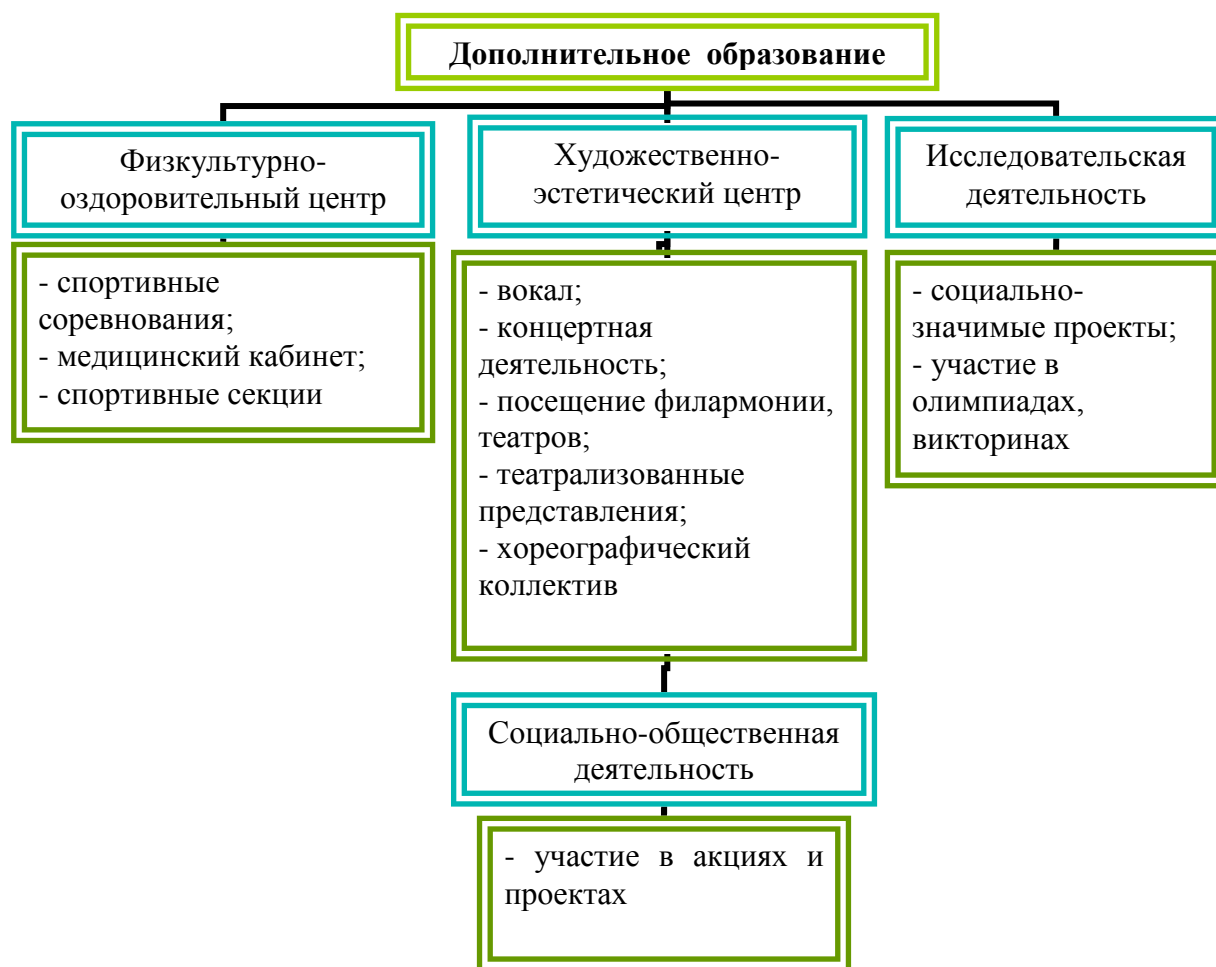 Дополнительное образование
Физкультурно-
оздоровительный центр
Художественно-
эстетический центр
Исследовательская
деятельность
- спортивные
соревнования;
- медицинский кабинет;
- спортивные секции
- вокал;
- концертная
деятельность;
- посещение филармонии,
театров;
- театрализованные
представления;
- хореографический
коллектив
- социально-
значимые проекты;
- участие в
олимпиадах,
викторинах
Социально-общественная
деятельность
- участие в акциях и
проектах